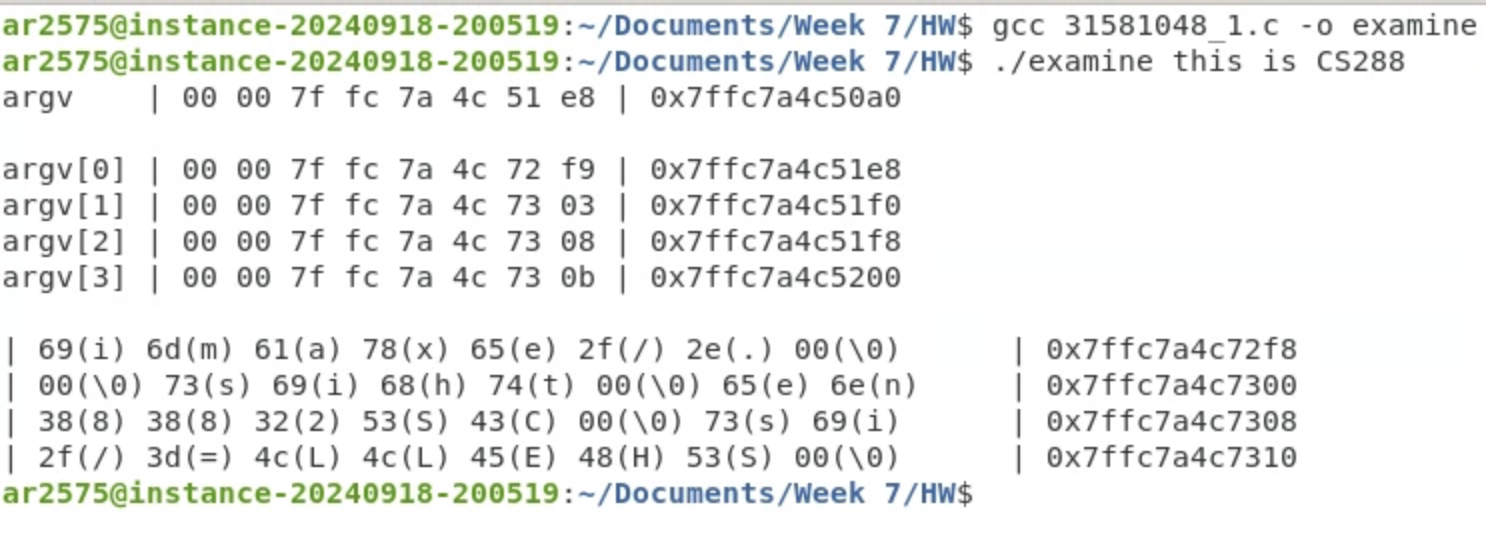 ar2575@instance-20240918-200519:~/Documents/Week 7/HW$ gcc 31581048_1.c -o examine
ar2575@instance-20240918-200519:~/Documents/Week 7/HW$ ./examine this is CS288
argv    | 00 00 7f fc 7a 4c 51 e8 | 0x7ffc7a4c50a0
argv[0] | 00 00 7f fc 7a 4c 72 f9 | 0x7ffc7a4c51e8
argv[1] | 00 00 7f fc 7a 4c 73 03 | 0x7ffc7a4c51f0
argv[2] | 00 00 7f fc 7a 4c 73 08 | 0x7ffc7a4c51f8
argv[3] | 00 00 7f fc 7a 4c 73 0b | 0x7ffc7a4c5200
| 69(i) 6d(m) 61(a) 78(x) 65(e) 2f(/) 2e(.) 00(\0)      | 0x7ffc7a4c72f8
| 00(\0) 73(s) 69(i) 68(h) 74(t) 00(\0) 65(e) 6e(n)     | 0x7ffc7a4c7300
| 38(8) 38(8) 32(2) 53(S) 43(C) 00(\0) 73(s) 69(i)      | 0x7ffc7a4c7308
| 2f(/) 3d(=) 4c(L) 4c(L) 45(E) 48(H) 53(S) 00(\0)      | 0x7ffc7a4c7310
ar2575@instance-20240918-200519:~/Documents/Week 7/HW$